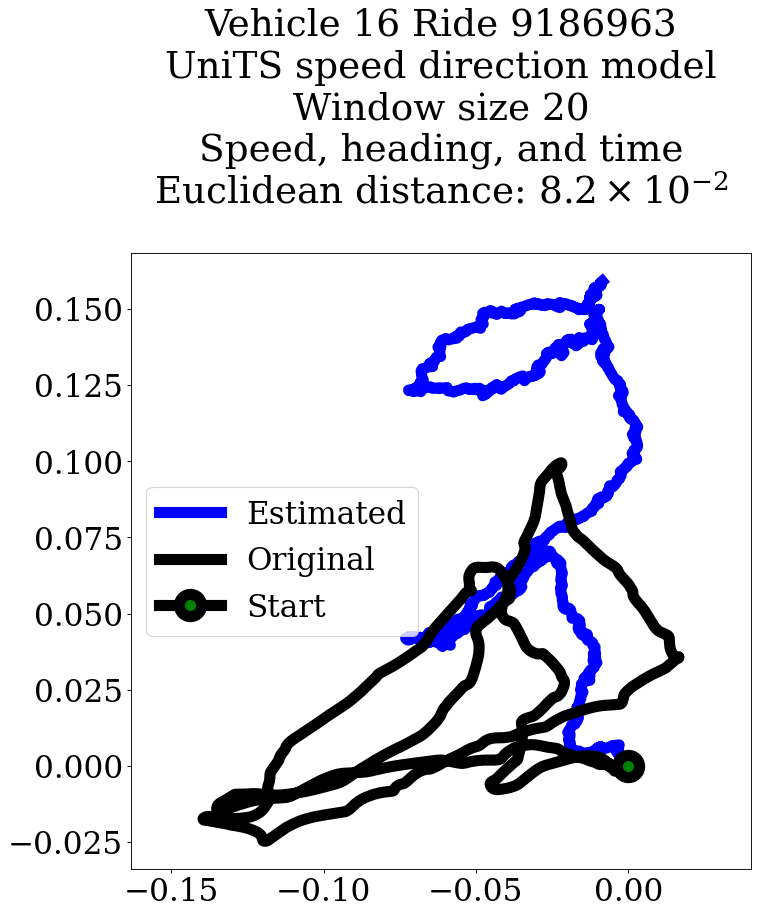 Vehicle 16 Ride 9186963
UniTS speed direction model
Window size 20
Speed, heading, and time
Euclidean distance: 8.2 × 10⁻²
0.150
0.125
0.100
0.075
0.050
0.025
0.000
−0.025
Estimated
Original
Start
−0.15 −0.10 −0.05 0.00